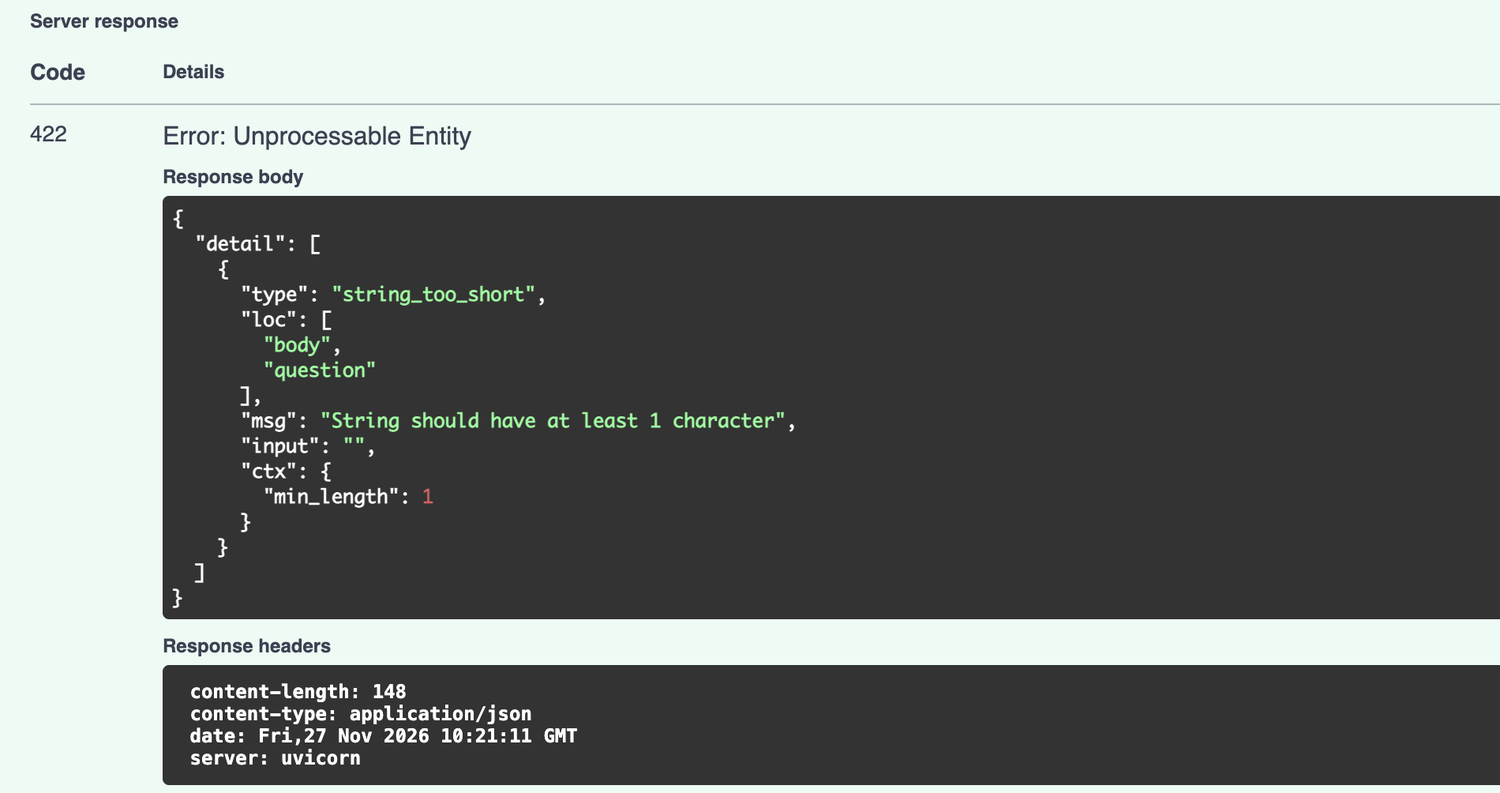 Server response
Code Details
422 Error: Unprocessable Entity
Response body
{
  "detail": [
    {
      "type": "string_too_short",
      "loc": [
        "body",
        "question"
      ],
      "msg": "String should have at least 1 character",
      "input": "",
      "ctx": {
        "min_length": 1
      }
    }
  ]
}
Response headers
content-length: 148
content-type: application/json
date: Fri,27 Nov 2026 10:21:11 GMT
server: uvicorn